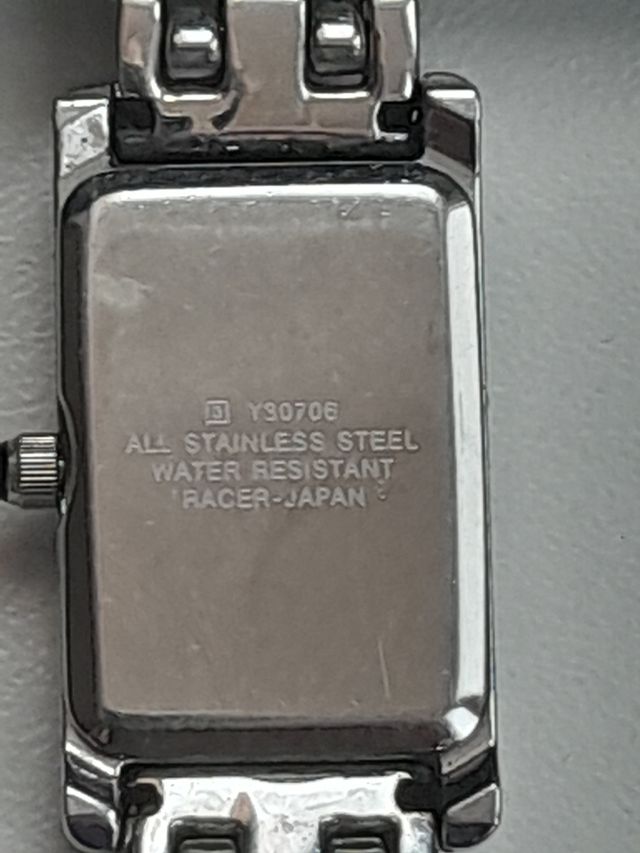 Y30706
ALL STAINLESS STEEL
WATER RESISTANT
RACER-JAPAN